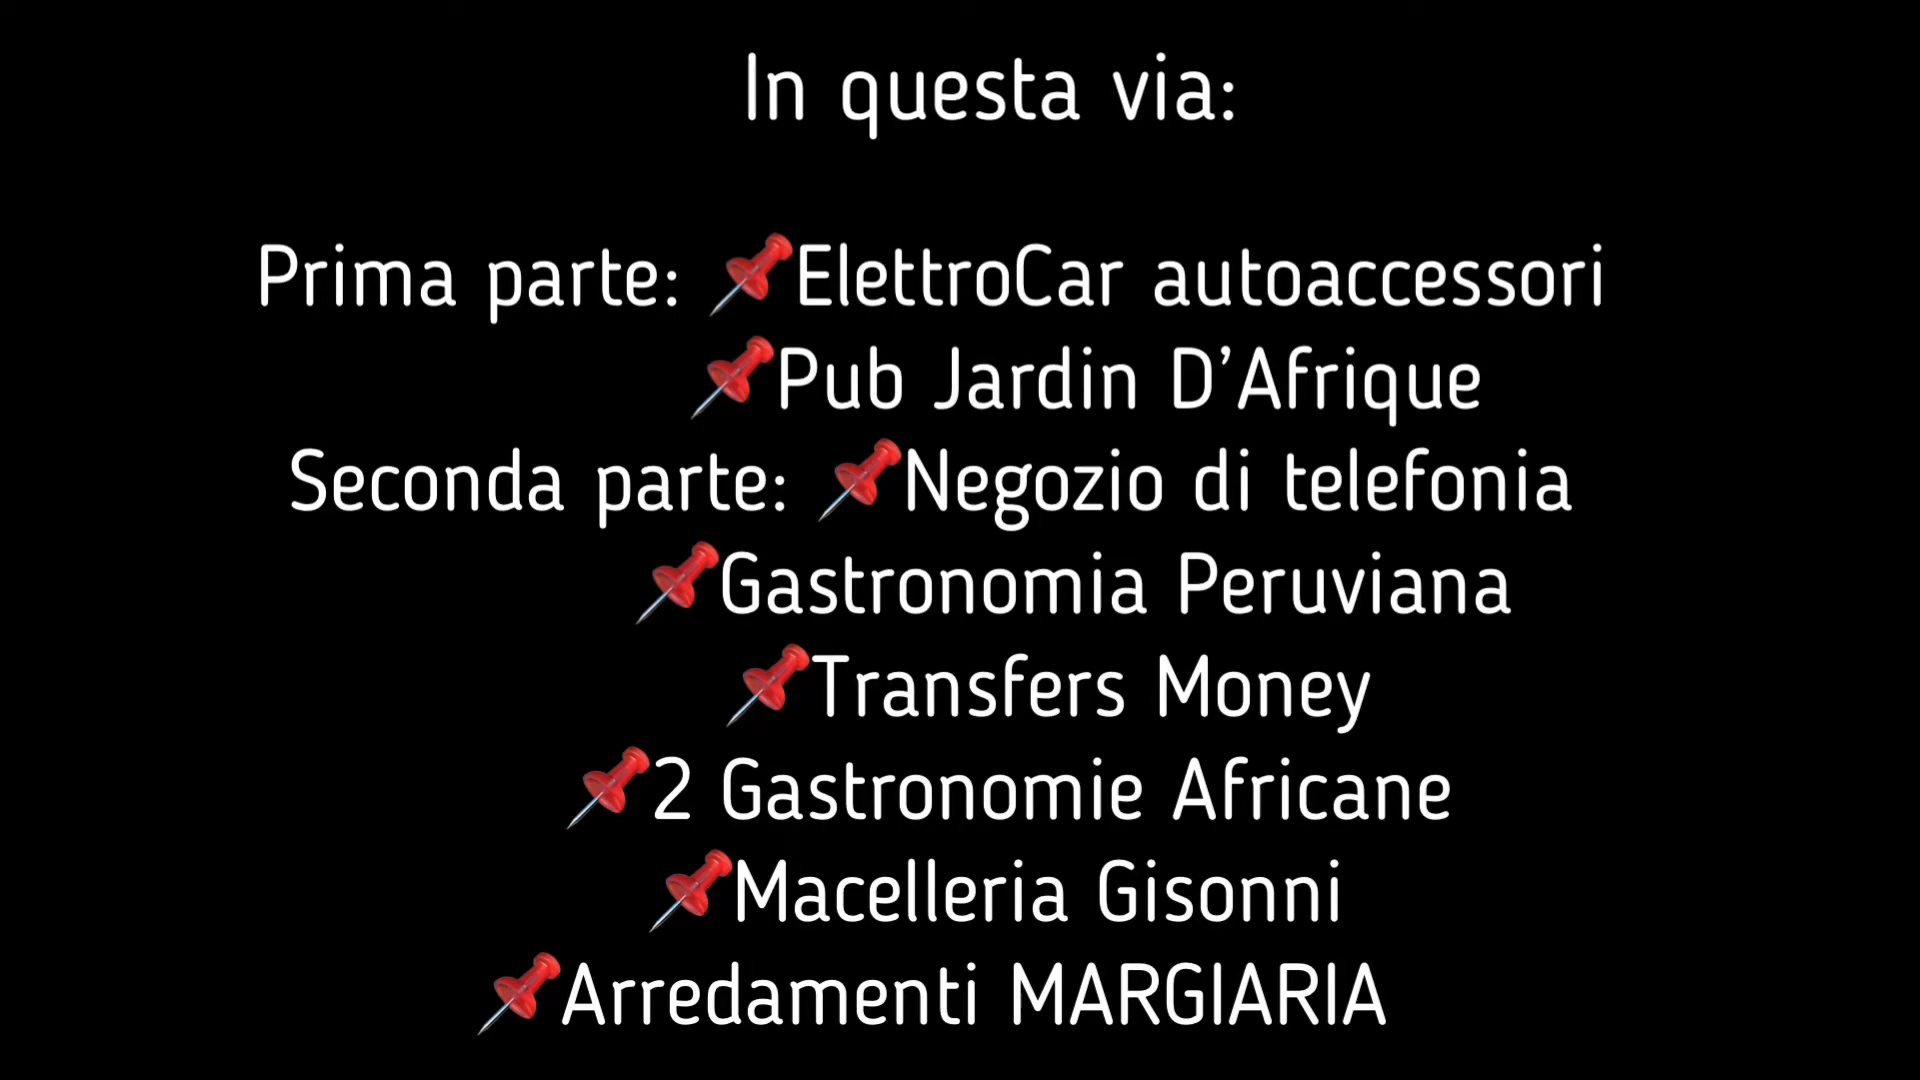 In questa via:
Prima parte: 📌ElettroCar autoaccessori
📌Pub Jardin D’Afrique
Seconda parte: 📌Negozio di telefonia
📌Gastronomia Peruviana
📌Transfers Money
📌2 Gastronomie Africane
📌Macelleria Gisonni
📌Arredamenti MARGIARIA